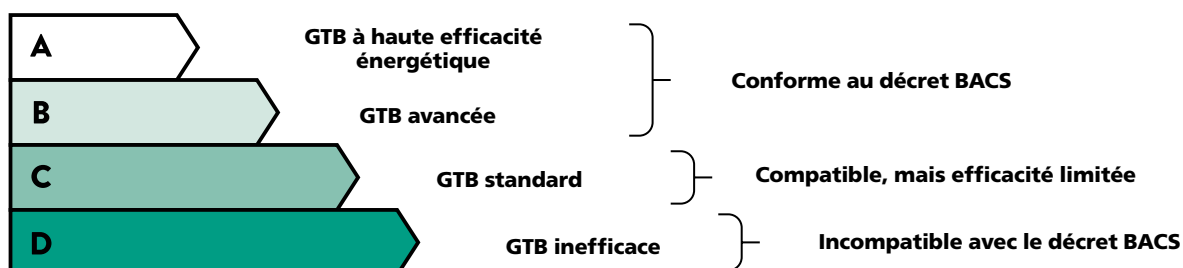 A
GTB à haute efficacité
énergétique
Conforme au décret BACS
B
GTB avancée
C
GTB standard
Compatible, mais efficacité limitée
D
GTB inefficace
Incompatible avec le décret BACS